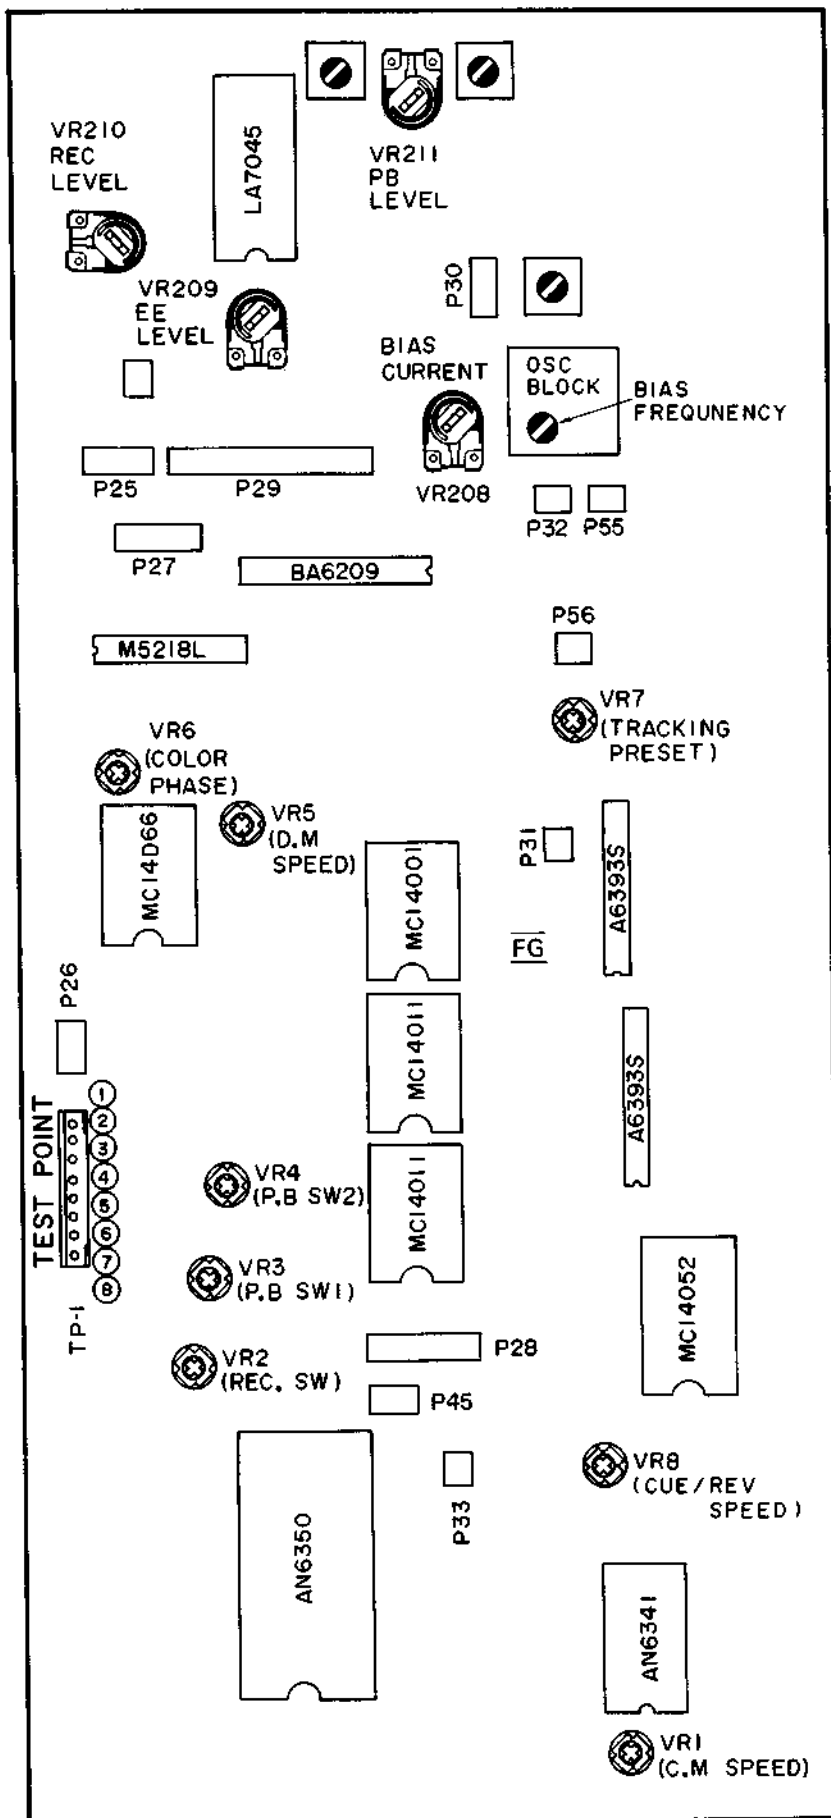 VR210
REC
LEVEL
LA7045
VR211
PB
LEVEL
VR209
EE
LEVEL
P30
BIAS
CURRENT
OSC
BLOCK
BIAS
FREQUNENCY
VR208
P25
P29
P32
P55
P27
BA6209
M5218L
P56
VR7
(TRACKING
PRESET)
VR6
(COLOR
PHASE)
VR5
(D.M
SPEED)
MC14D66
MC14001
P31
A6393S
FG
P26
MC14011
A6393S
TEST POINT
1
2
3
4
5
6
7
8
TP-1
VR4
(P.B SW2)
MC14011
VR3
(P.B SW1)
MC14052
VR2
(REC. SW)
P28
P45
P33
VR8
(CUE/REV
SPEED)
AN6350
AN6341
VR1
(C.M SPEED)